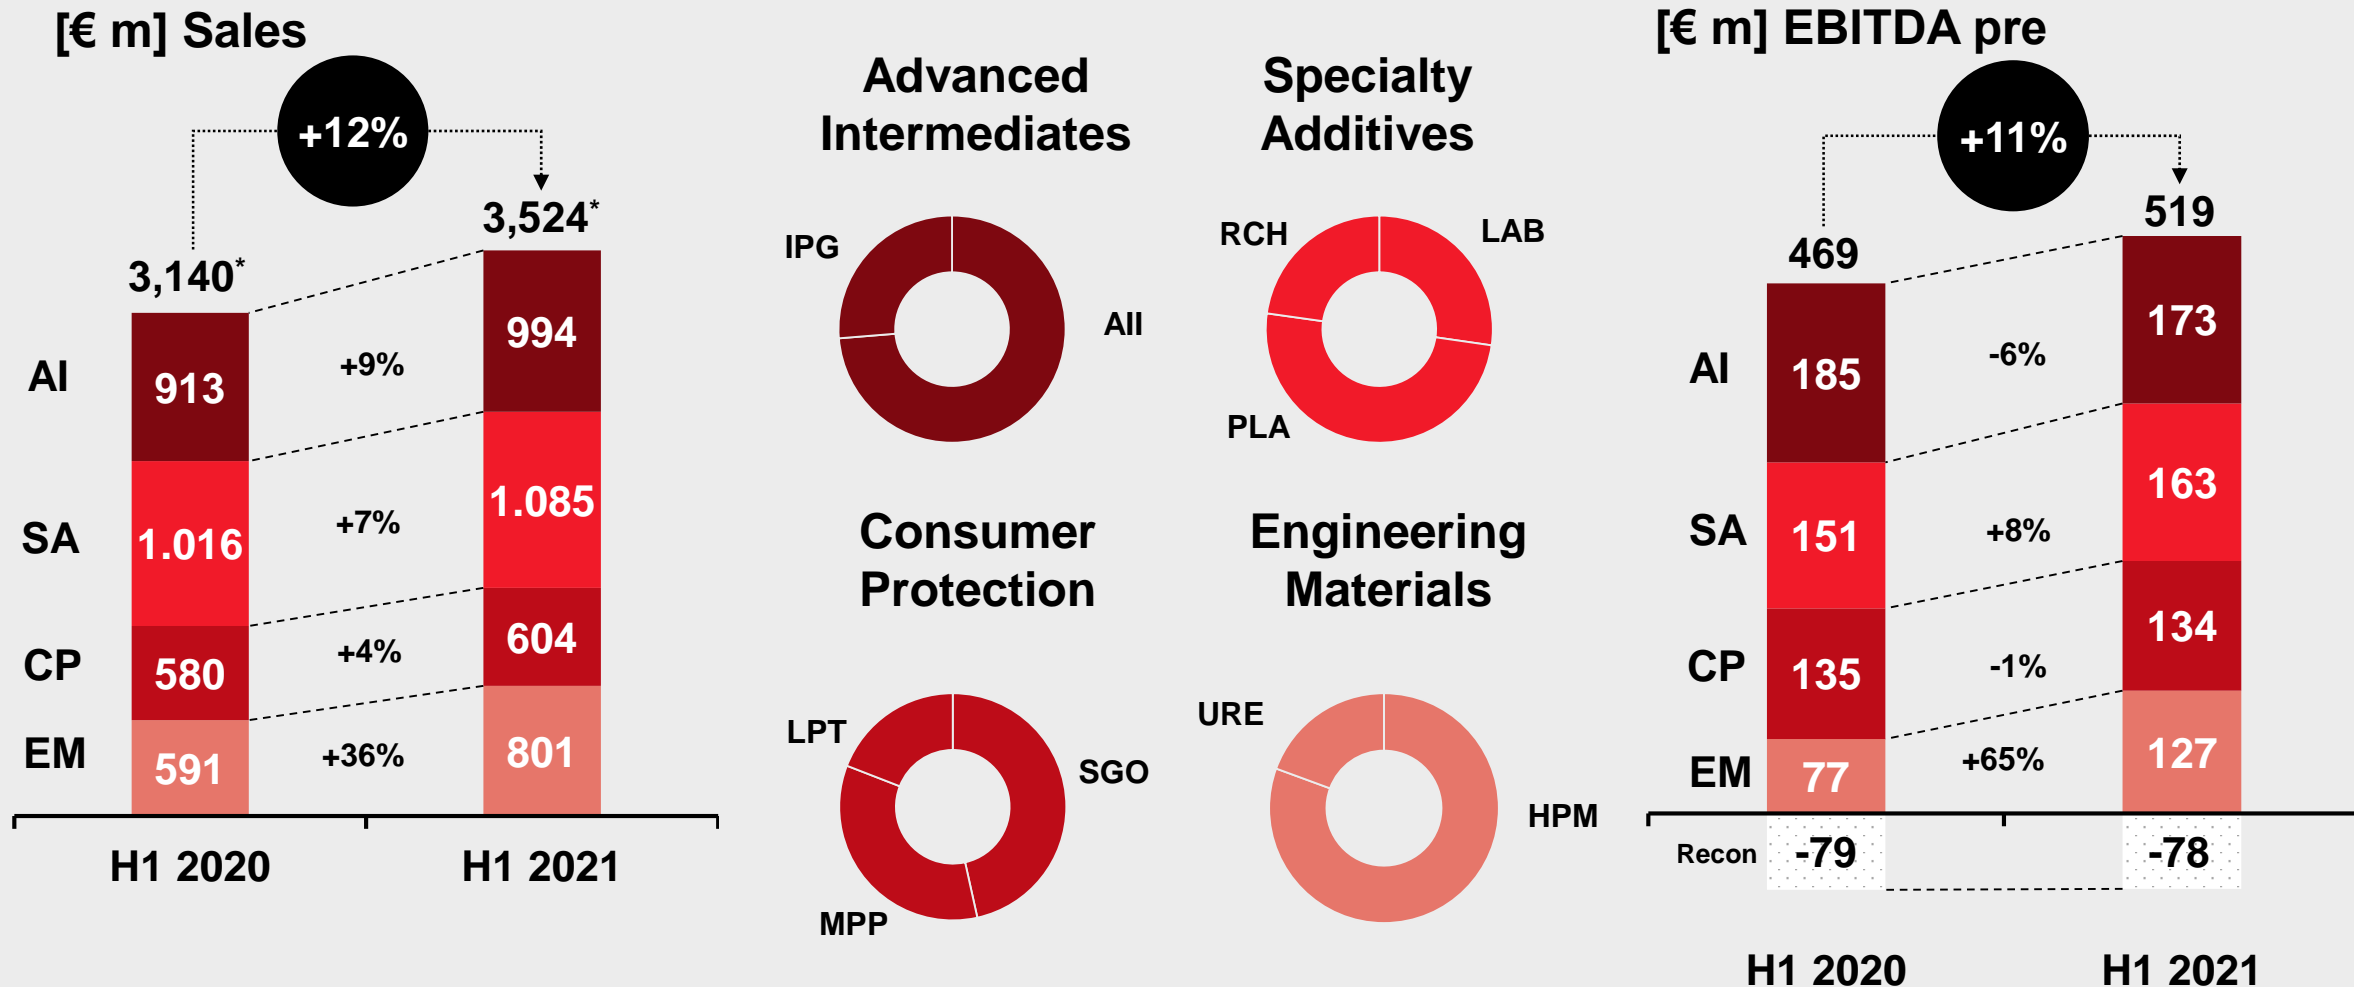 [€ m] Sales
+12%
3,140*
3,524*
AI
913
+9%
994
SA
1.016
+7%
1.085
CP
580
+4%
604
EM
591
+36%
801
H1 2020
H1 2021
Advanced
Intermediates
IPG
AII
Specialty
Additives
RCH
LAB
PLA
Consumer
Protection
LPT
SGO
MPP
Engineering
Materials
URE
HPM
[€ m] EBITDA pre
+11%
469
519
AI
185
-6%
173
SA
151
+8%
163
CP
135
-1%
134
EM
77
+65%
127
Recon
-79
-78
H1 2020
H1 2021